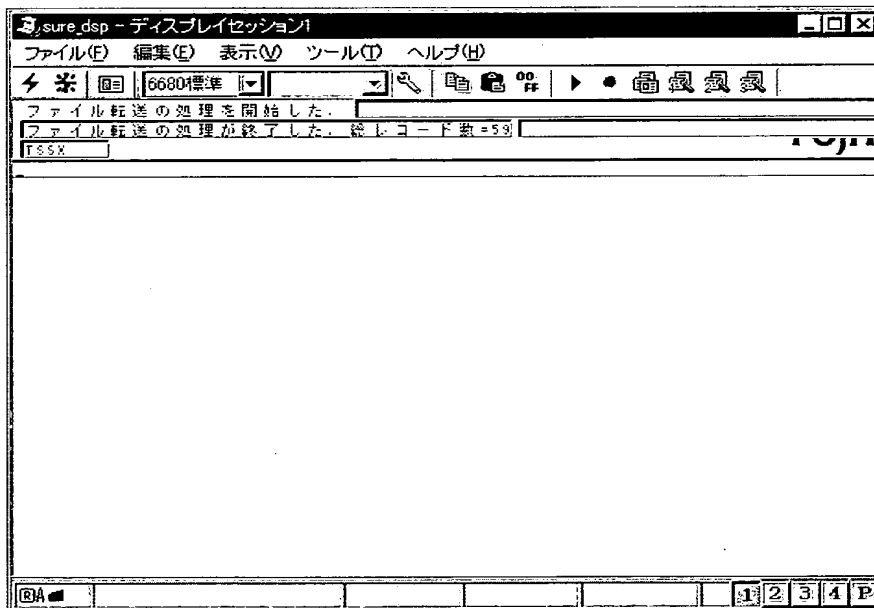 sure_dsp - ディスプレイセッション1
ファイル(F) 編集(E) 表示(V) ツール(T) ヘルプ(H)
6680標準
00 FF
ファイル転送の処理を開始した.
ファイル転送の処理が終了した. 総レコード数=59
TSSX
A
1 2 3 4 P